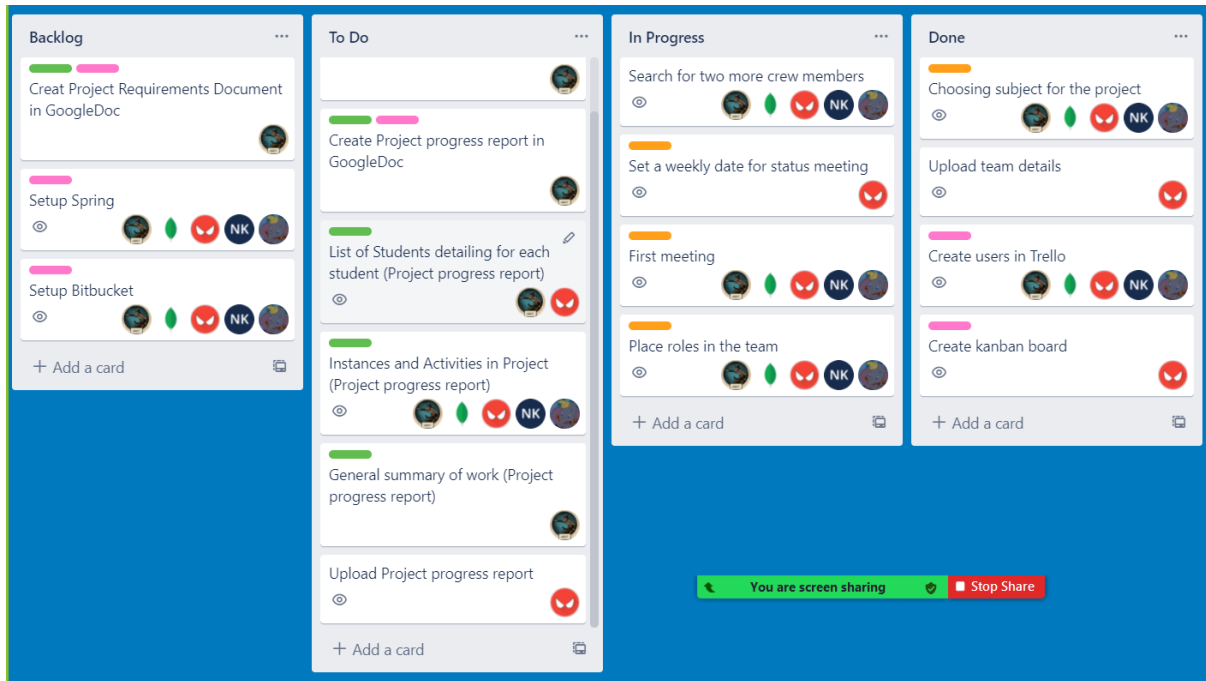 Backlog
Creat Project Requirements Document
in GoogleDoc
Setup Spring
NK
Setup Bitbucket
NK
+ Add a card
To Do
Create Project progress report in
GoogleDoc
List of Students detailing for each
student (Project progress report)
Instances and Activities in Project
(Project progress report)
NK
General summary of work (Project
progress report)
Upload Project progress report
+ Add a card
In Progress
Search for two more crew members
NK
Set a weekly date for status meeting
First meeting
NK
Place roles in the team
NK
+ Add a card
Done
Choosing subject for the project
NK
Upload team details
Create users in Trello
NK
Create kanban board
+ Add a card
You are screen sharing
Stop Share